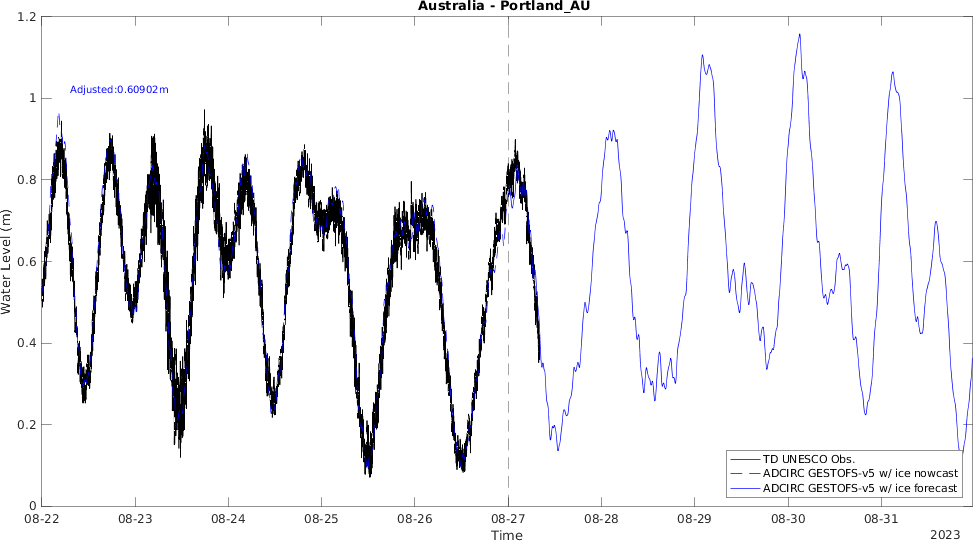 Australia - Portland_AU
Adjusted:0.60902m
Water Level (m)
1.2
1
0.8
0.6
0.4
0.2
0
08-22 08-23 08-24 08-25 08-26 08-27 08-28 08-29 08-30 08-31
Time
2023
TD UNESCO Obs.
ADCIRC GESTOFS-v5 w/ ice nowcast
ADCIRC GESTOFS-v5 w/ ice forecast